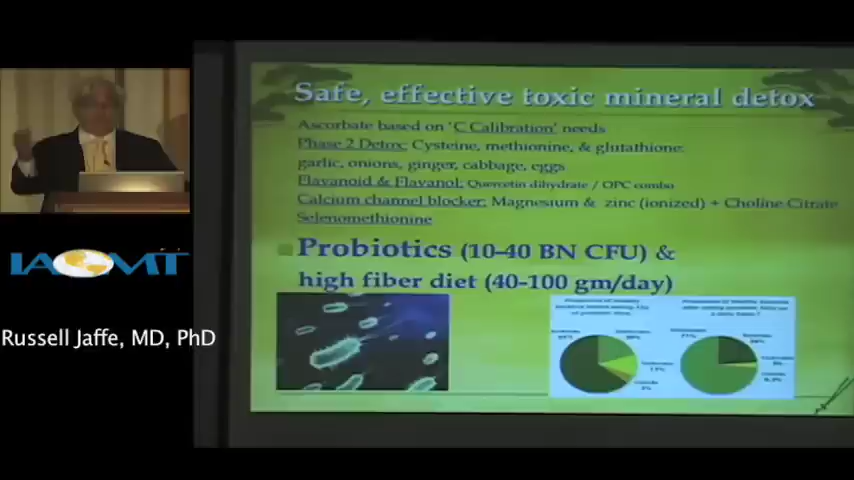 Safe, effective toxic mineral detox
Ascorbate based on 'C Calibration' needs
Phase 2 Detox: Cysteine, methionine, & glutathione:
garlic, onions, ginger, cabbage, eggs
Flavanoid & Flavanol: Quercetin dihydrate / OPC combo
Calcium channel blocker: Magnesium & zinc (ionized) + Choline Citrate
Selenomethionine
Probiotics (10-40 BN CFU) &
high fiber diet (40-100 gm/day)
IAOMT
Russell Jaffe, MD, PhD